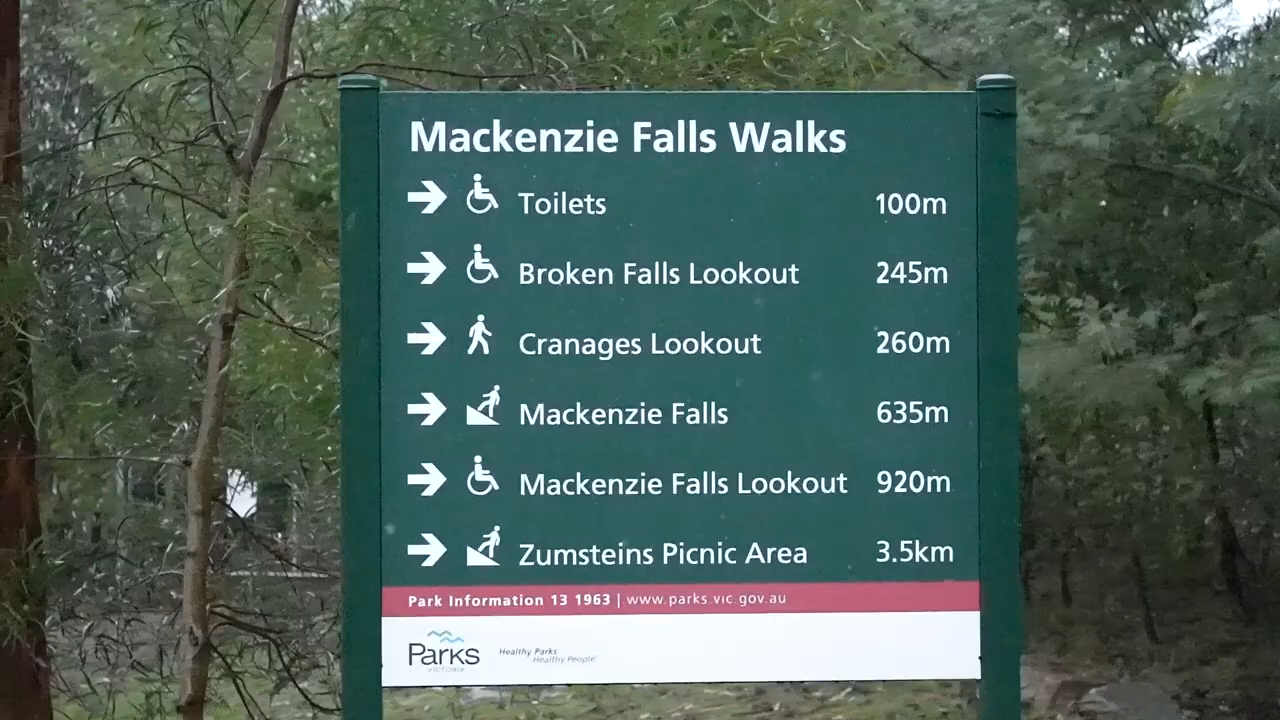 Mackenzie Falls Walks
Toilets 100m
Broken Falls Lookout 245m
Cranages Lookout 260m
Mackenzie Falls 635m
Mackenzie Falls Lookout 920m
Zumsteins Picnic Area 3.5km
Park Information 13 1963 | www.parks.vic.gov.au
Parks
VICTORIA
Healthy Parks
Healthy People